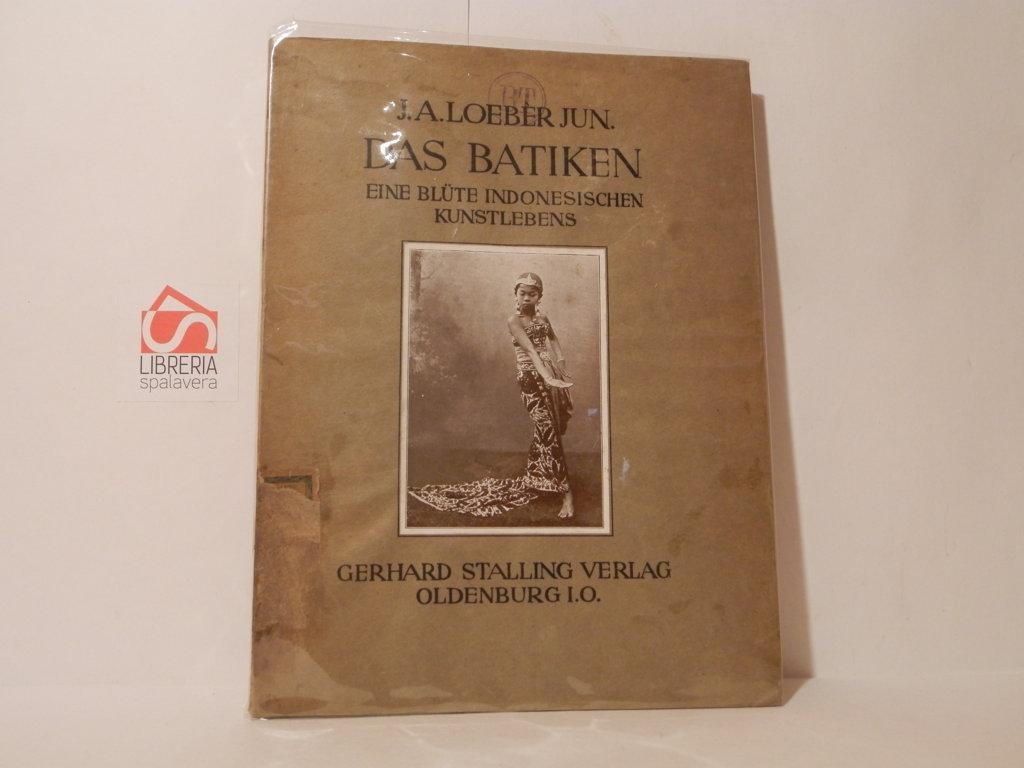 J.A. LOEBER JUN.
DAS BATIKEN
EINE BLÜTE INDONESISCHEN
KUNSTLEBENS
GERHARD STALLING VERLAG
OLDENBURG I.O.
LIBRERIA
spalavera